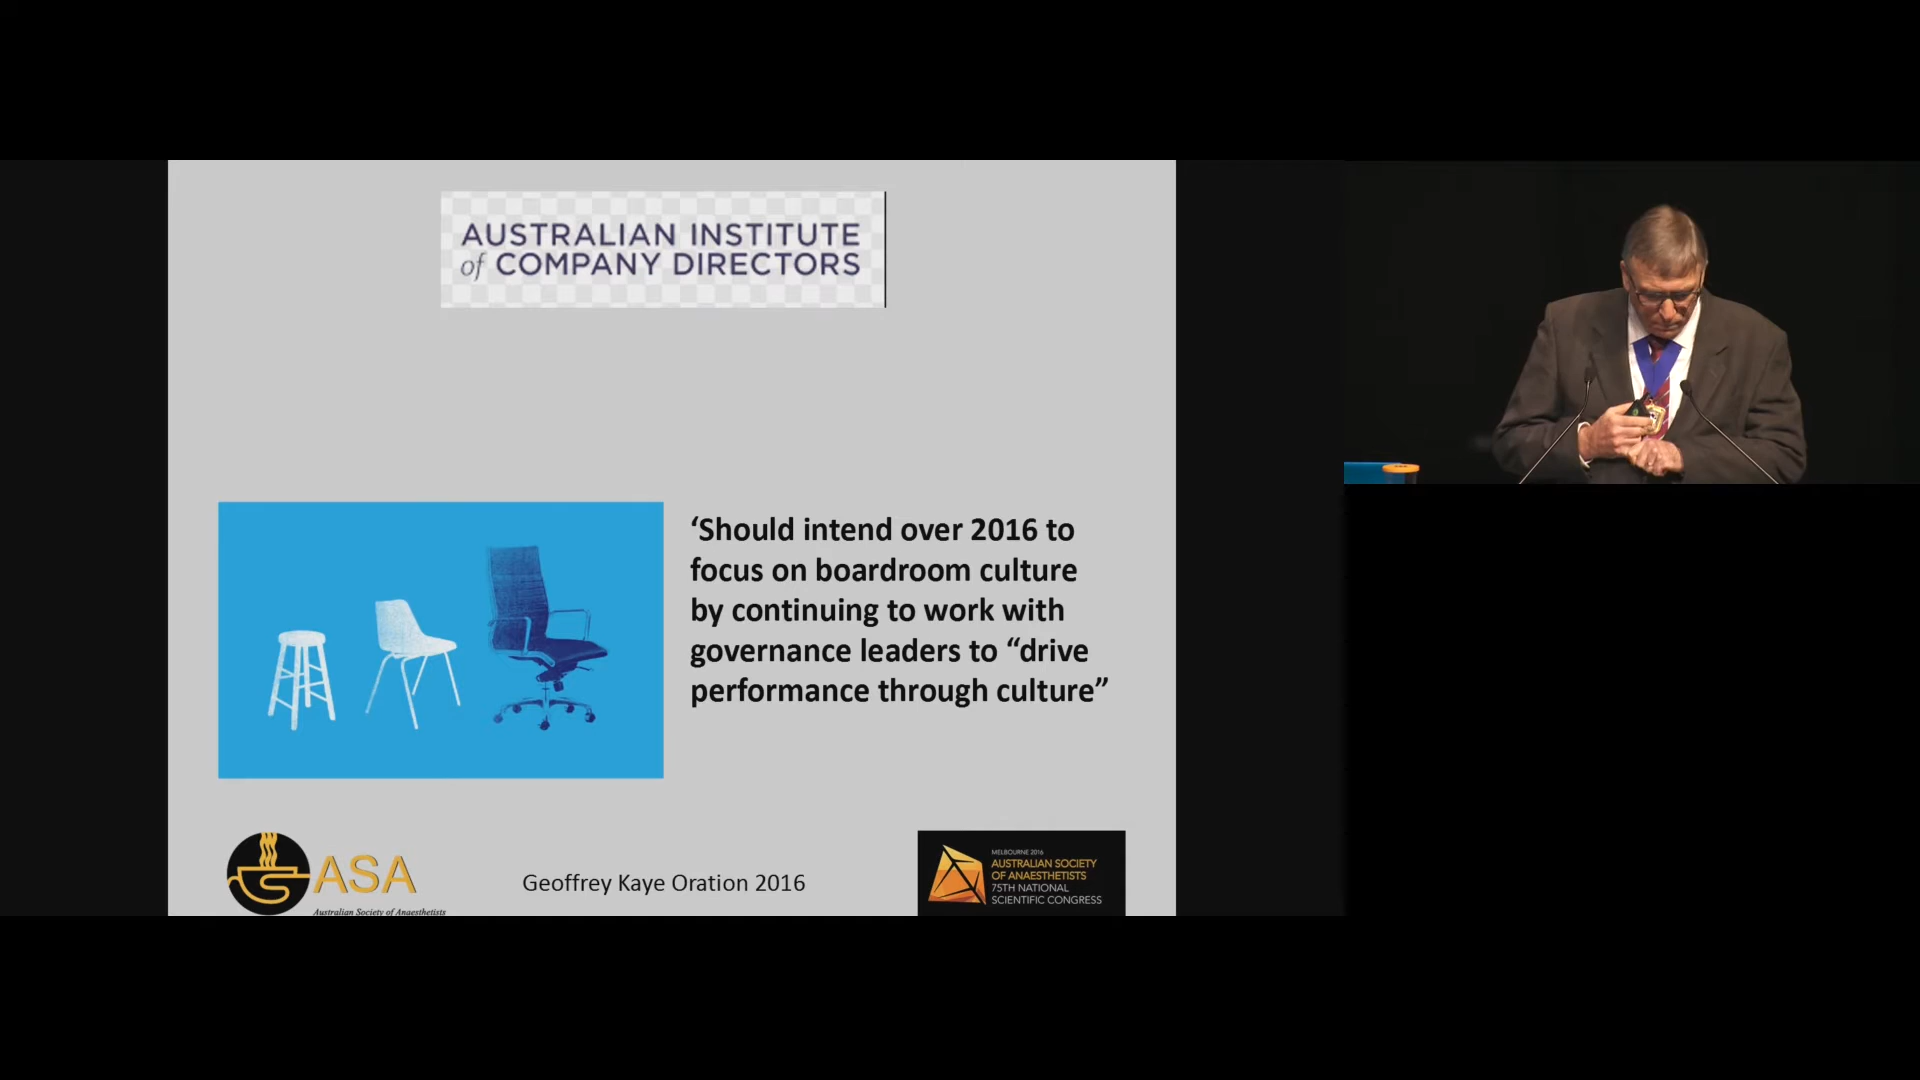 AUSTRALIAN INSTITUTE
of COMPANY DIRECTORS
‘Should intend over 2016 to
focus on boardroom culture
by continuing to work with
governance leaders to “drive
performance through culture”
ASA
Australian Society of Anaesthetists
Geoffrey Kaye Oration 2016
MELBOURNE 2016
AUSTRALIAN SOCIETY
OF ANAESTHETISTS
75TH NATIONAL
SCIENTIFIC CONGRESS